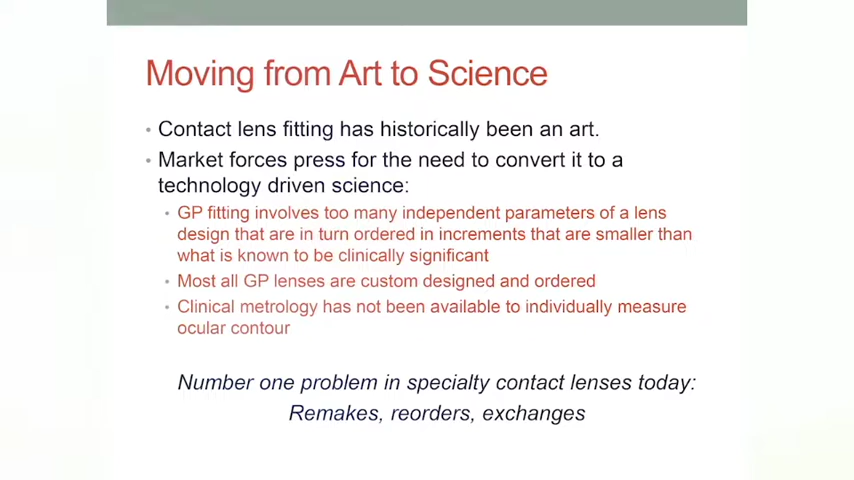 Moving from Art to Science
• Contact lens fitting has historically been an art.
• Market forces press for the need to convert it to a
technology driven science:
• GP fitting involves too many independent parameters of a lens
design that are in turn ordered in increments that are smaller than
what is known to be clinically significant
• Most all GP lenses are custom designed and ordered
• Clinical metrology has not been available to individually measure
ocular contour
Number one problem in specialty contact lenses today:
Remakes, reorders, exchanges